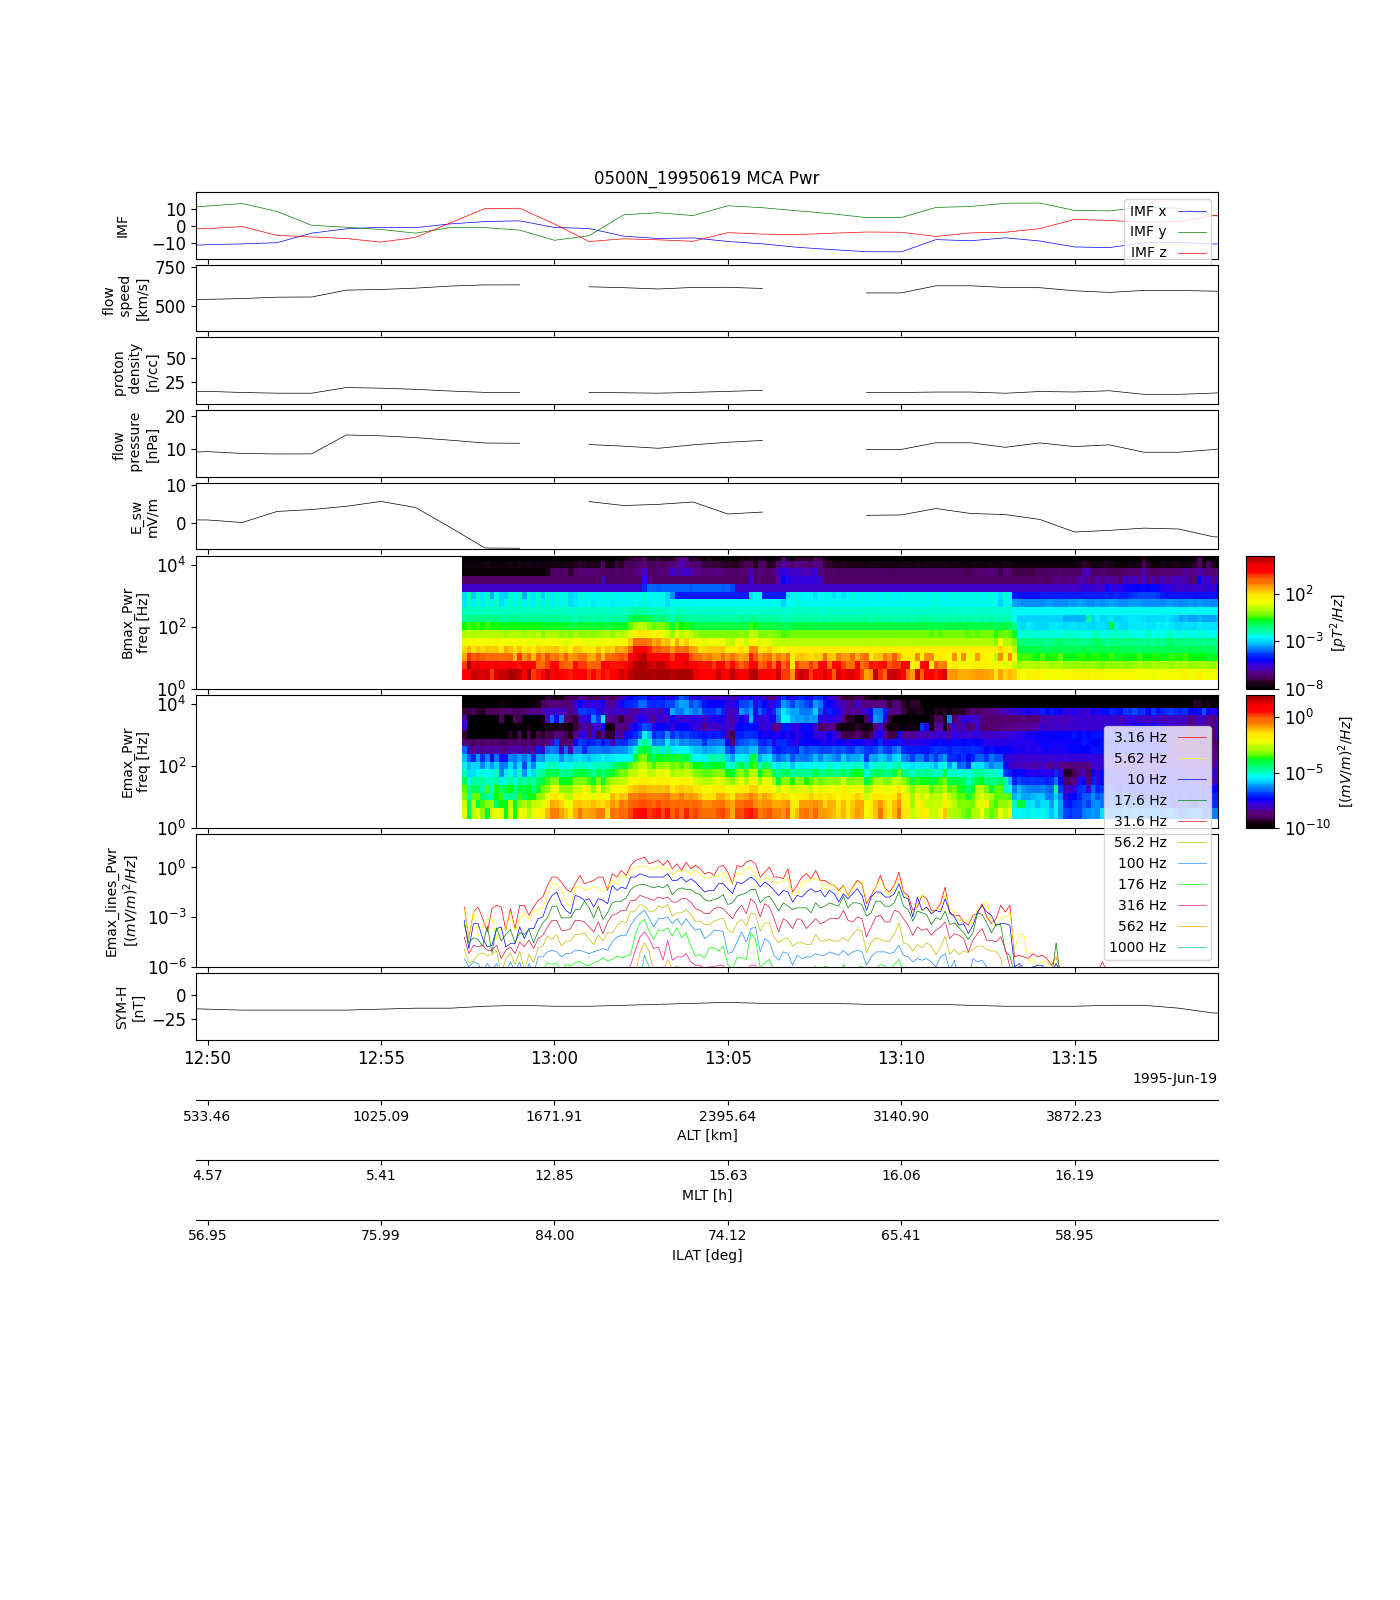 0500N_19950619 MCA Pwr
IMF
10
0
−10
IMF x
IMF y
IMF z
flow
speed
[km/s]
750
500
proton
density
[n/cc]
50
25
flow
pressure
[nPa]
20
10
E_sw
mV/m
10
0
Bmax_Pwr
freq [Hz]
10^4
10^2
10^0
10^2
10^−3
10^−8
[pT^2/Hz]
Emax_Pwr
freq [Hz]
10^4
10^2
10^0
10^0
10^−5
10^−10
[(mV/m)^2/Hz]
3.16 Hz
5.62 Hz
10 Hz
17.6 Hz
31.6 Hz
56.2 Hz
100 Hz
176 Hz
316 Hz
562 Hz
1000 Hz
Emax_lines_Pwr
[(mV/m)^2/Hz]
10^0
10^−3
10^−6
SYM-H
[nT]
0
−25
12:50 12:55 13:00 13:05 13:10 13:15
1995-Jun-19
533.46 1025.09 1671.91 2395.64 3140.90 3872.23
ALT [km]
4.57 5.41 12.85 15.63 16.06 16.19
MLT [h]
56.95 75.99 84.00 74.12 65.41 58.95
ILAT [deg]